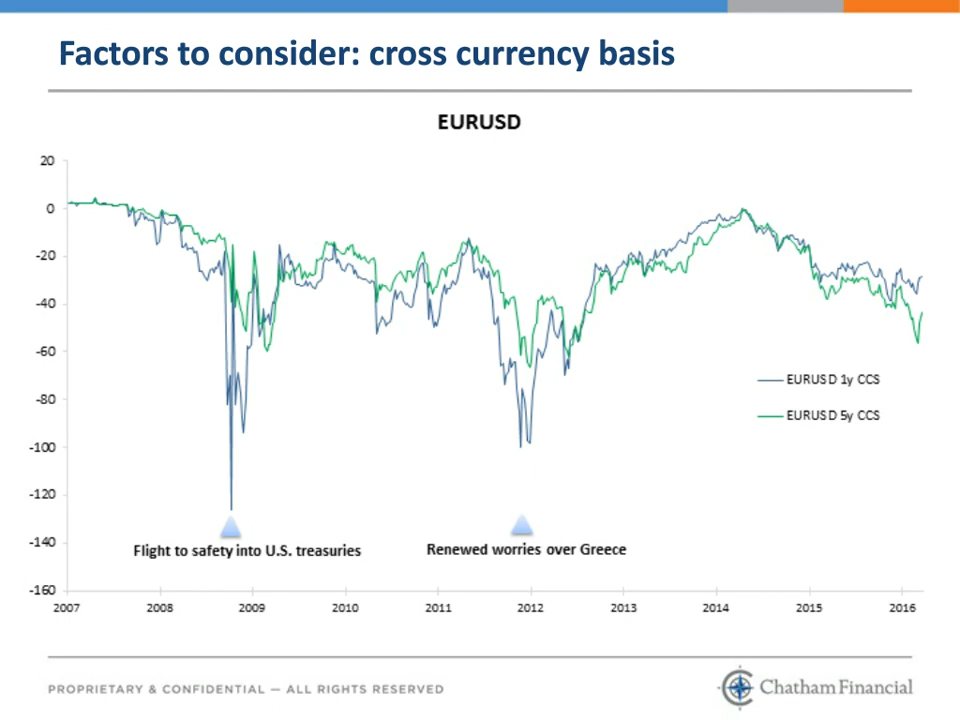 Factors to consider: cross currency basis
EURUSD
20
0
-20
-40
-60
-80
-100
-120
-140
-160
EURUSD 1y CCS
EURUSD 5y CCS
Flight to safety into U.S. treasuries
Renewed worries over Greece
2007 2008 2009 2010 2011 2012 2013 2014 2015 2016
PROPRIETARY & CONFIDENTIAL — ALL RIGHTS RESERVED
Chatham Financial